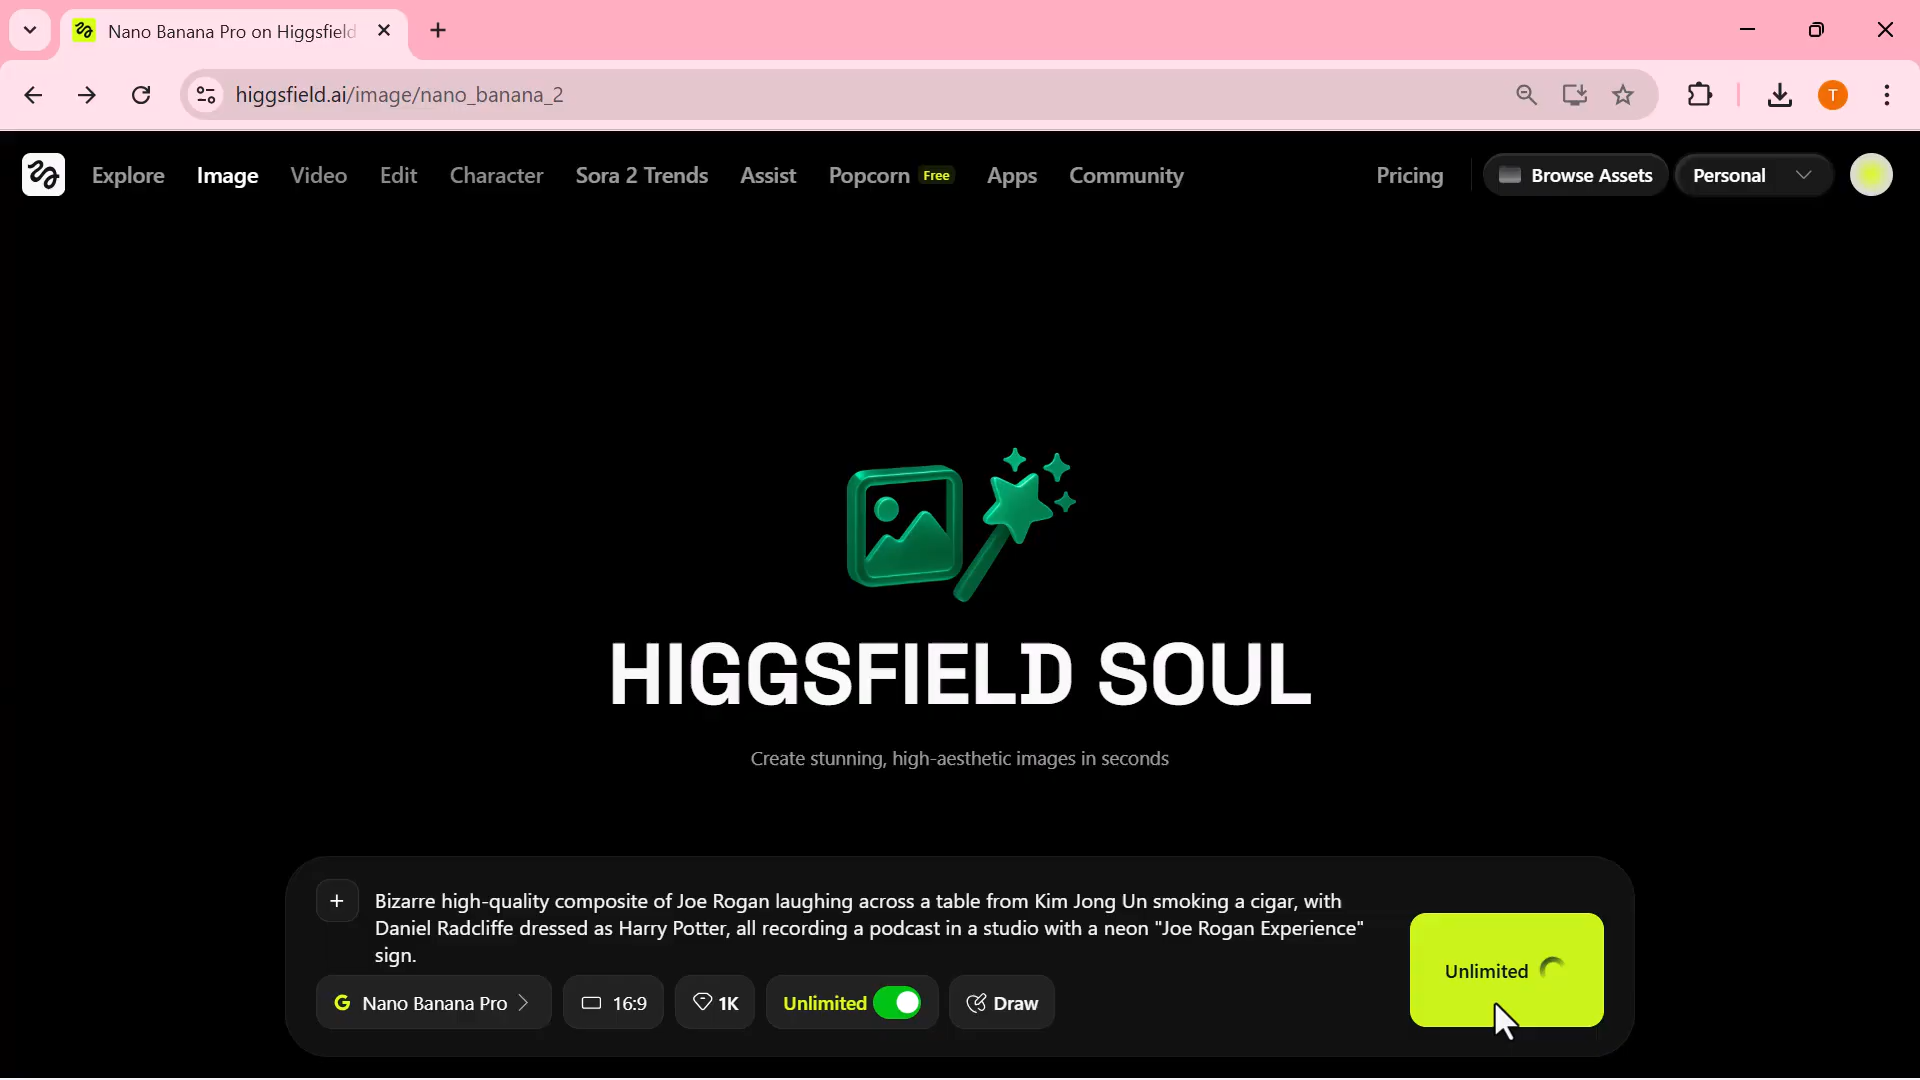 Nano Banana Pro on Higgsfield
higgsfield.ai/image/nano_banana_2
T
Explore Image Video Edit Character Sora 2 Trends Assist Popcorn Free Apps Community Pricing Browse Assets Personal
HIGGSFIELD SOUL
Create stunning, high-aesthetic images in seconds
Bizarre high-quality composite of Joe Rogan laughing across a table from Kim Jong Un smoking a cigar, with
Daniel Radcliffe dressed as Harry Potter, all recording a podcast in a studio with a neon "Joe Rogan Experience"
sign.
Unlimited
G Nano Banana Pro 16:9 1K Unlimited Draw